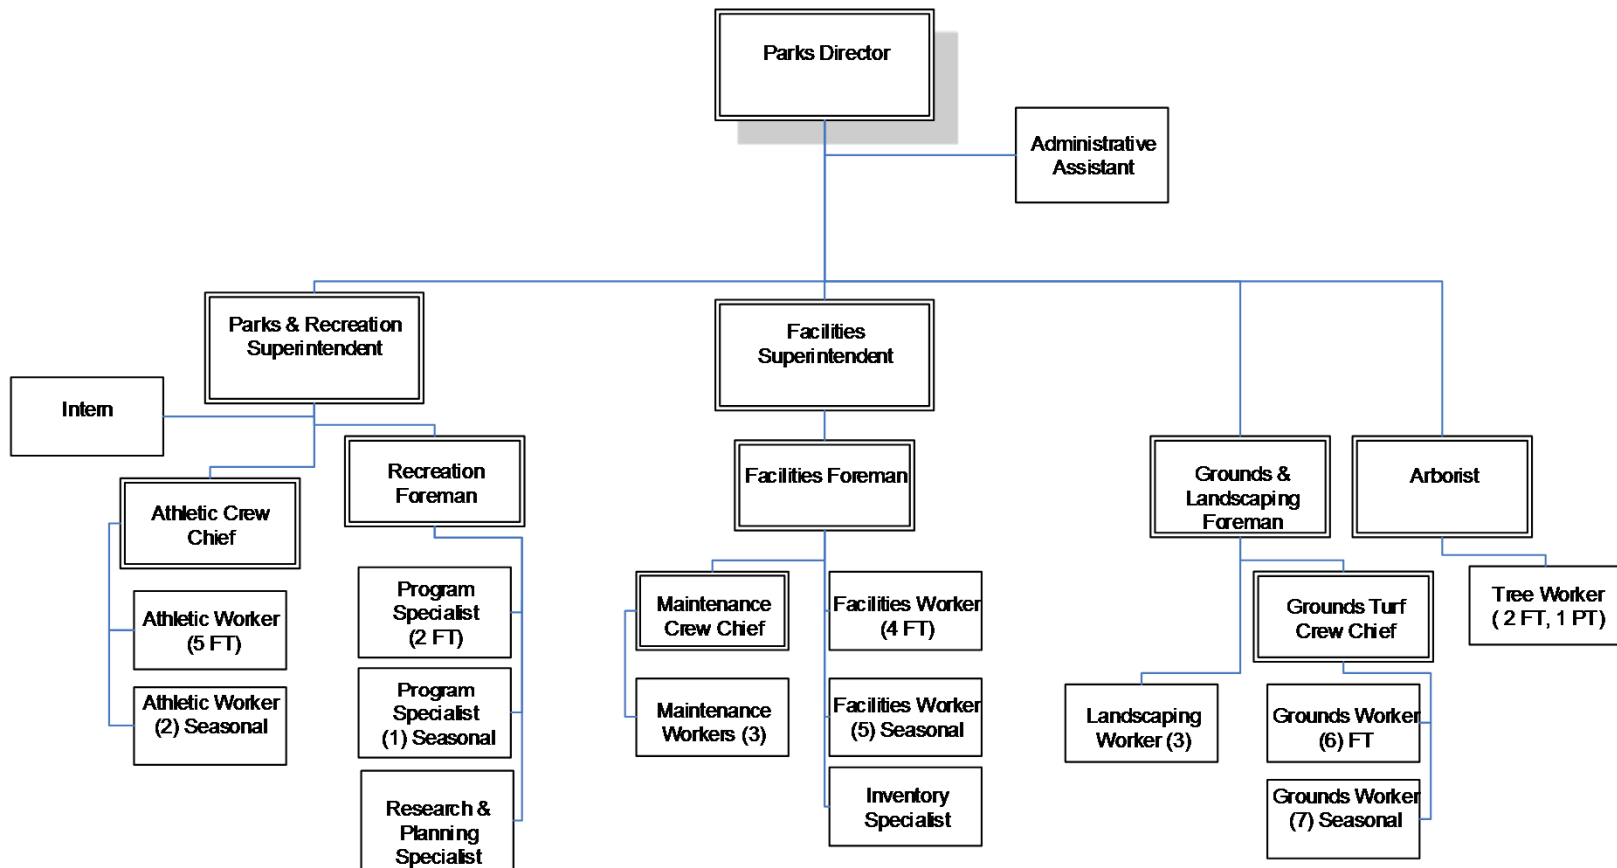 Parks Director
Administrative
Assistant
Parks & Recreation
Superintendent
Facilities
Superintendent
Intern
Recreation
Foreman
Facilities Foreman
Grounds &
Landscaping
Foreman
Arborist
Athletic Crew
Chief
Program
Specialist
(2 FT)
Maintenance
Crew Chief
Facilities Worker
(4 FT)
Grounds Turf
Crew Chief
Tree Worker
( 2 FT, 1 PT)
Athletic Worker
(5 FT)
Athletic Worker
(2) Seasonal
Program
Specialist
(1) Seasonal
Maintenance
Workers (3)
Facilities Worker
(5) Seasonal
Landscaping
Worker (3)
Grounds Worker
(6) FT
Research &
Planning
Specialist
Inventory
Specialist
Grounds Worker
(7) Seasonal